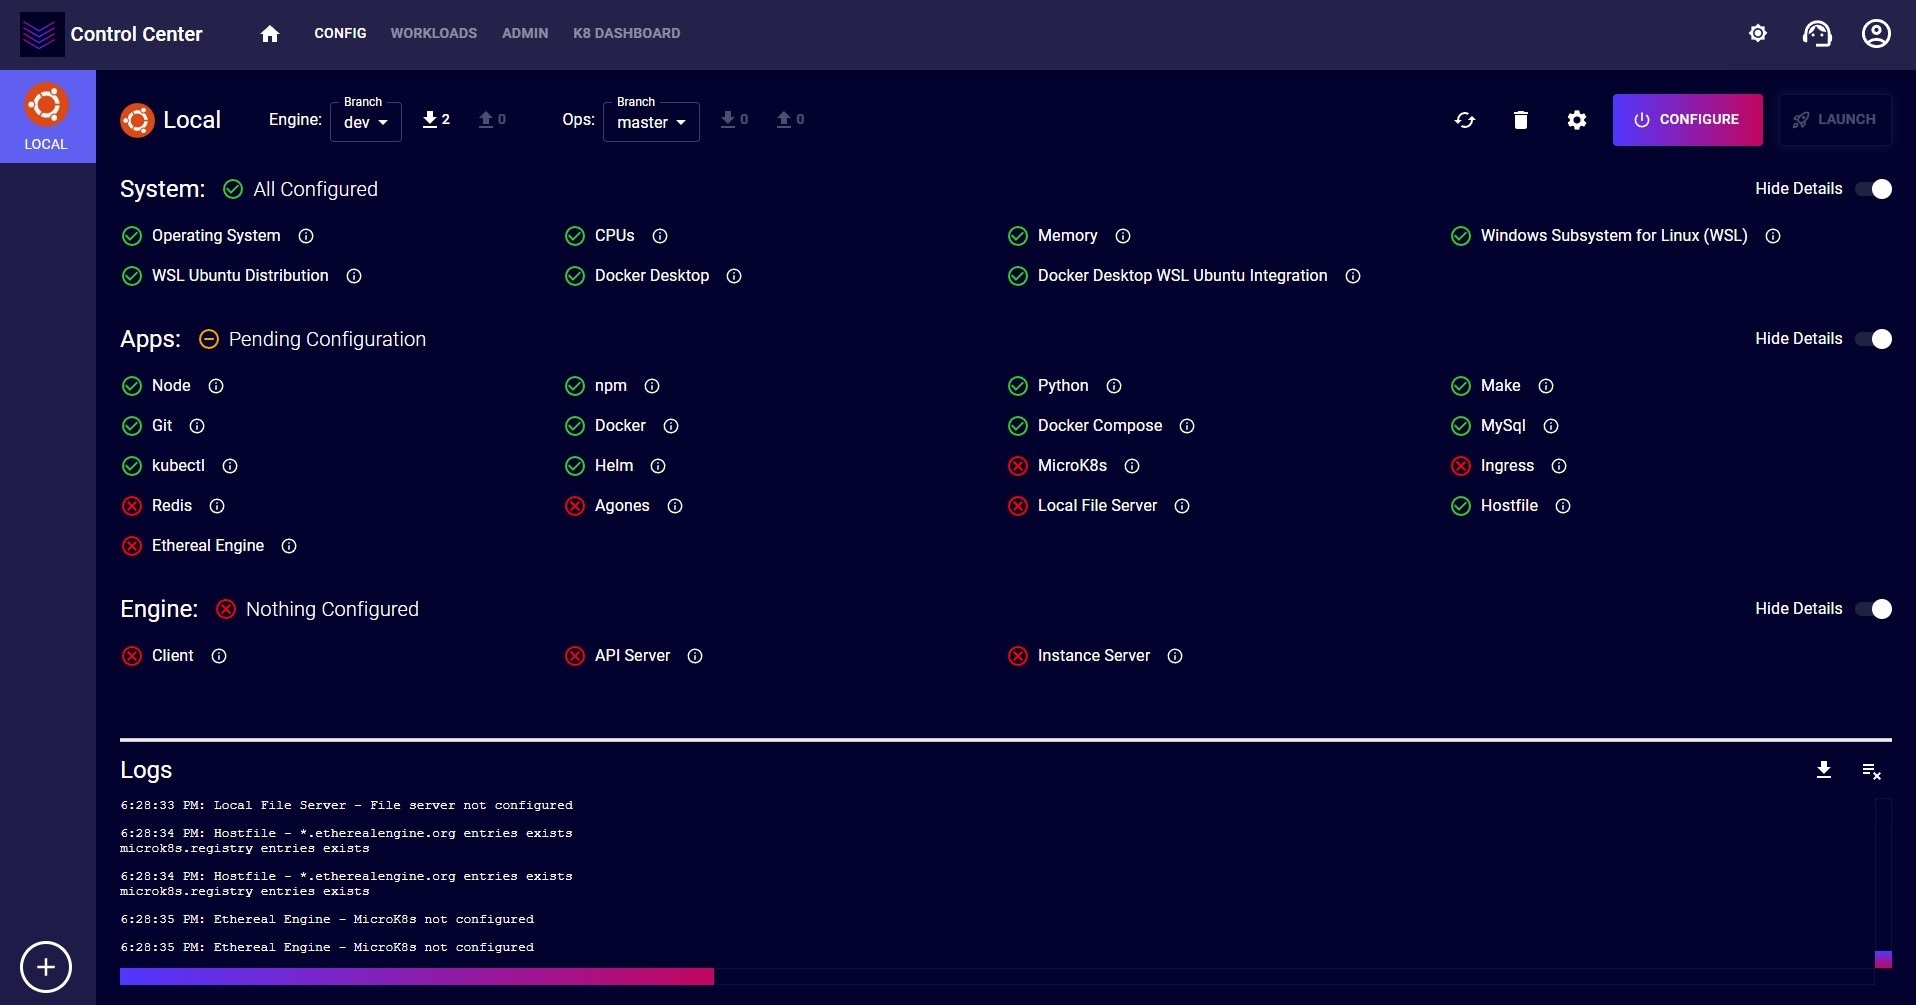 Control Center
CONFIG WORKLOADS ADMIN K8 DASHBOARD
LOCAL
Local Engine: Branch dev 2 0 Ops: Branch master 0 0 CONFIGURE LAUNCH
System: All Configured Hide Details
Operating System CPUs Memory Windows Subsystem for Linux (WSL)
WSL Ubuntu Distribution Docker Desktop Docker Desktop WSL Ubuntu Integration
Apps: Pending Configuration Hide Details
Node npm Python Make
Git Docker Docker Compose MySql
kubectl Helm MicroK8s Ingress
Redis Agones Local File Server Hostfile
Ethereal Engine
Engine: Nothing Configured Hide Details
Client API Server Instance Server
Logs
6:28:33 PM: Local File Server - File server not configured
6:28:34 PM: Hostfile - *.etherealengine.org entries exists
microk8s.registry entries exists
6:28:34 PM: Hostfile - *.etherealengine.org entries exists
microk8s.registry entries exists
6:28:35 PM: Ethereal Engine - MicroK8s not configured
6:28:35 PM: Ethereal Engine - MicroK8s not configured